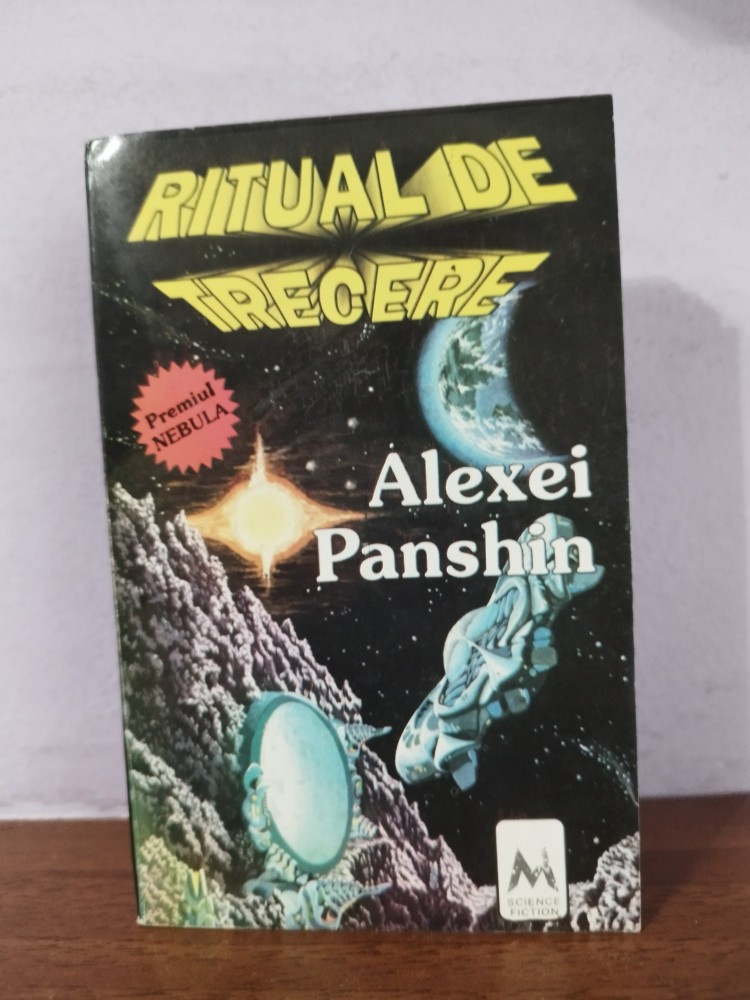 RITUAL DE
TRECERE
Premiul
NEBULA
Alexei
Panshin
M
SCIENCE
FICTION